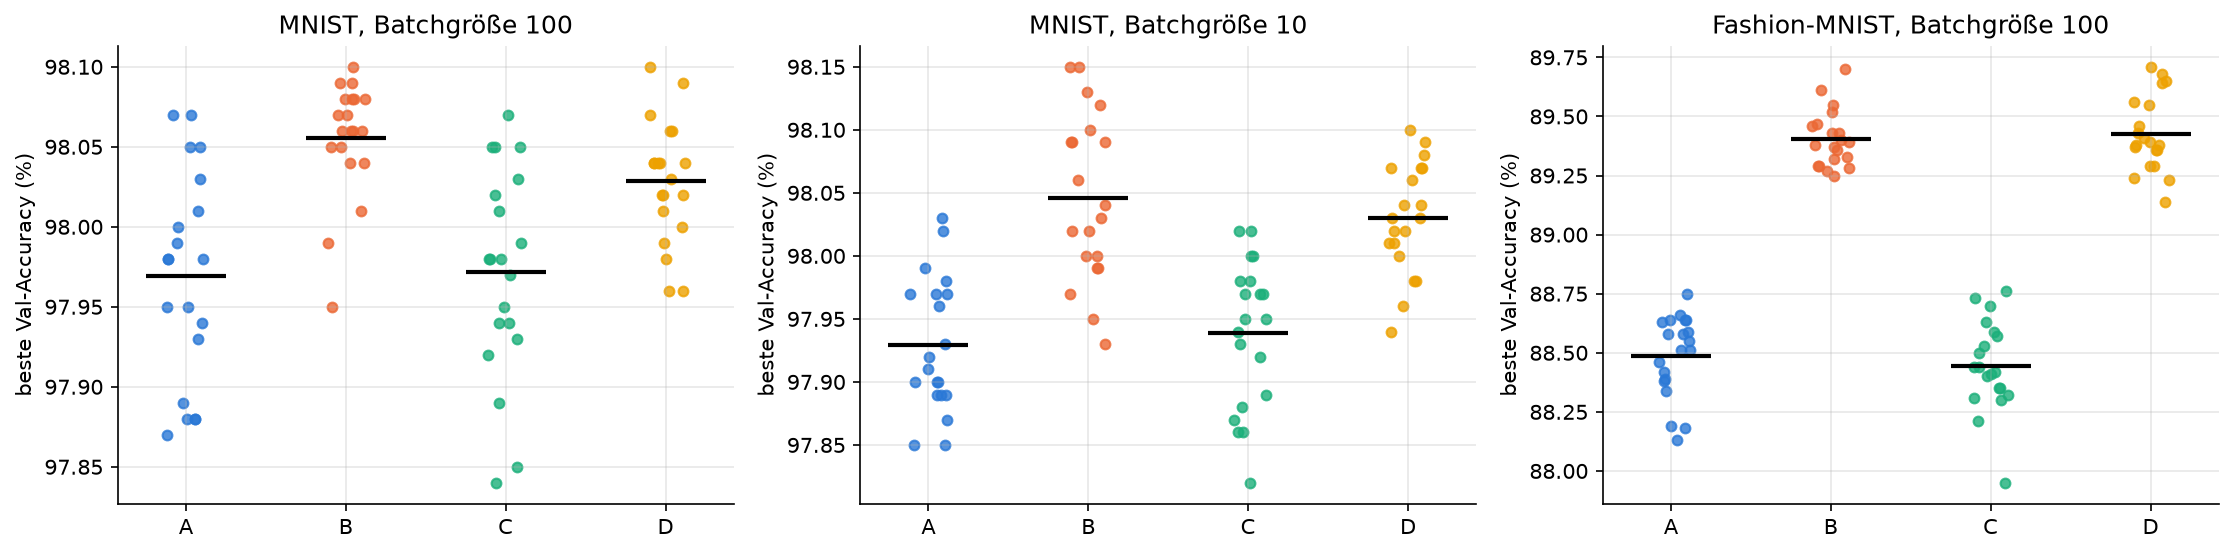 MNIST, Batchgröße 100
beste Val-Accuracy (%)
98.10
98.05
98.00
97.95
97.90
97.85
A B C D
MNIST, Batchgröße 10
beste Val-Accuracy (%)
98.15
98.10
98.05
98.00
97.95
97.90
97.85
A B C D
Fashion-MNIST, Batchgröße 100
beste Val-Accuracy (%)
89.75
89.50
89.25
89.00
88.75
88.50
88.25
88.00
A B C D